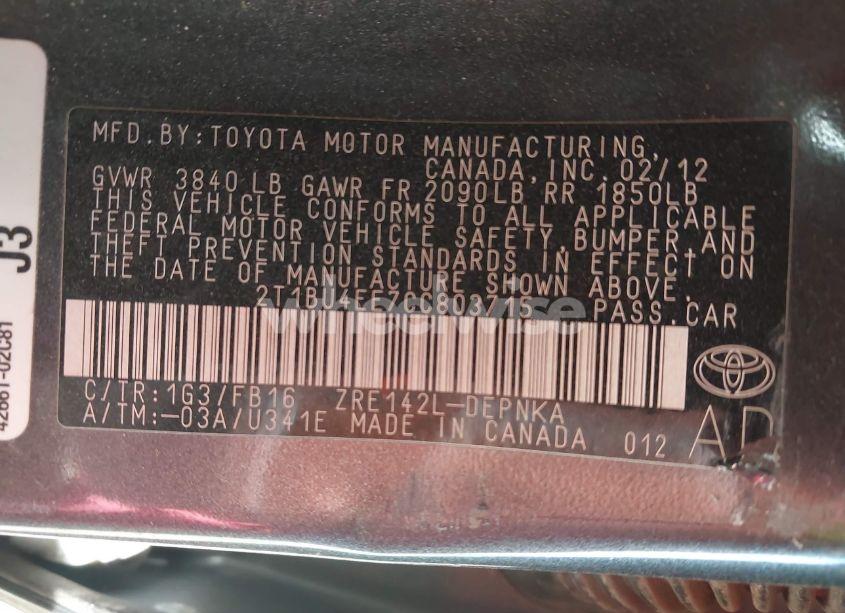 J3
42661-02C81
MFD.BY:TOYOTA MOTOR MANUFACTURING,
CANADA,INC.02/12
GVWR 3840 LB GAWR FR 2090LB RR 1850LB
THIS VEHICLE CONFORMS TO ALL APPLICABLE
FEDERAL MOTOR VEHICLE SAFETY,BUMPER,AND
THEFT PREVENTION STANDARDS IN EFFECT ON
THE DATE OF MANUFACTURE SHOWN ABOVE.
2T1BU4EE7CC803715 PASS.CAR
wheelwise
C/TR:1G3/FB16 ZRE142L-DEPNKA
A/TM:-03A/U341E MADE IN CANADA 012